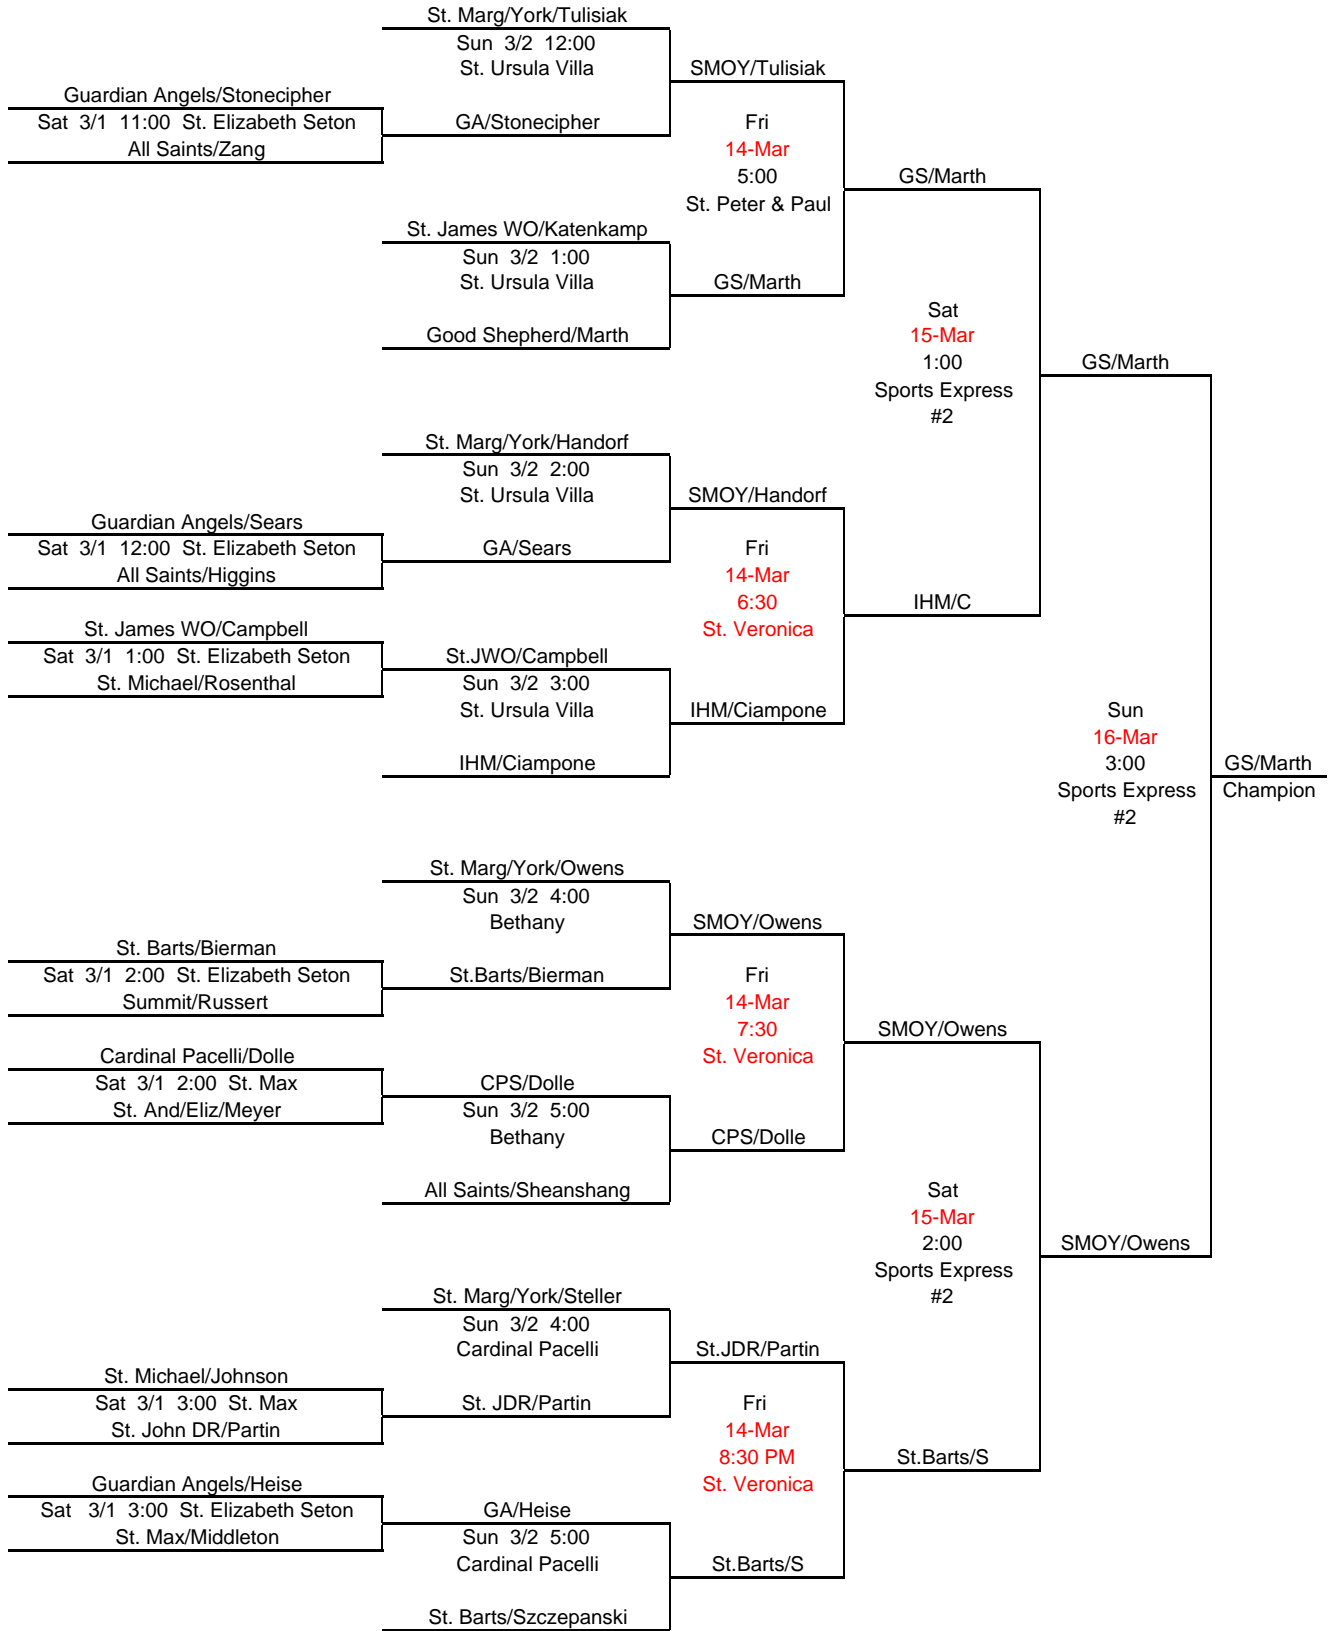 St. Marg/York/Tulisiak
Sun 3/2 12:00
St. Ursula Villa
SMOY/Tulisiak
Guardian Angels/Stonecipher
Sat 3/1 11:00 St. Elizabeth Seton
All Saints/Zang
GA/Stonecipher
Fri
14-Mar
5:00
St. Peter & Paul
GS/Marth
St. James WO/Katenkamp
Sun 3/2 1:00
St. Ursula Villa
GS/Marth
Good Shepherd/Marth
Sat
15-Mar
1:00
Sports Express
#2
GS/Marth
St. Marg/York/Handorf
Sun 3/2 2:00
St. Ursula Villa
SMOY/Handorf
Guardian Angels/Sears
Sat 3/1 12:00 St. Elizabeth Seton
All Saints/Higgins
GA/Sears
Fri
14-Mar
6:30
St. Veronica
IHM/C
St. James WO/Campbell
Sat 3/1 1:00 St. Elizabeth Seton
St. Michael/Rosenthal
St.JWO/Campbell
Sun 3/2 3:00
St. Ursula Villa
IHM/Ciampone
IHM/Ciampone
Sun
16-Mar
3:00
Sports Express
#2
GS/Marth
Champion
St. Marg/York/Owens
Sun 3/2 4:00
Bethany
SMOY/Owens
St. Barts/Bierman
Sat 3/1 2:00 St. Elizabeth Seton
Summit/Russert
St.Barts/Bierman
Fri
14-Mar
7:30
St. Veronica
SMOY/Owens
Cardinal Pacelli/Dolle
Sat 3/1 2:00 St. Max
St. And/Eliz/Meyer
CPS/Dolle
Sun 3/2 5:00
Bethany
CPS/Dolle
All Saints/Sheanshang
Sat
15-Mar
2:00
Sports Express
#2
SMOY/Owens
St. Marg/York/Steller
Sun 3/2 4:00
Cardinal Pacelli
St.JDR/Partin
St. Michael/Johnson
Sat 3/1 3:00 St. Max
St. John DR/Partin
St. JDR/Partin
Fri
14-Mar
8:30 PM
St. Veronica
St.Barts/S
Guardian Angels/Heise
Sat 3/1 3:00 St. Elizabeth Seton
St. Max/Middleton
GA/Heise
Sun 3/2 5:00
Cardinal Pacelli
St.Barts/S
St. Barts/Szczepanski